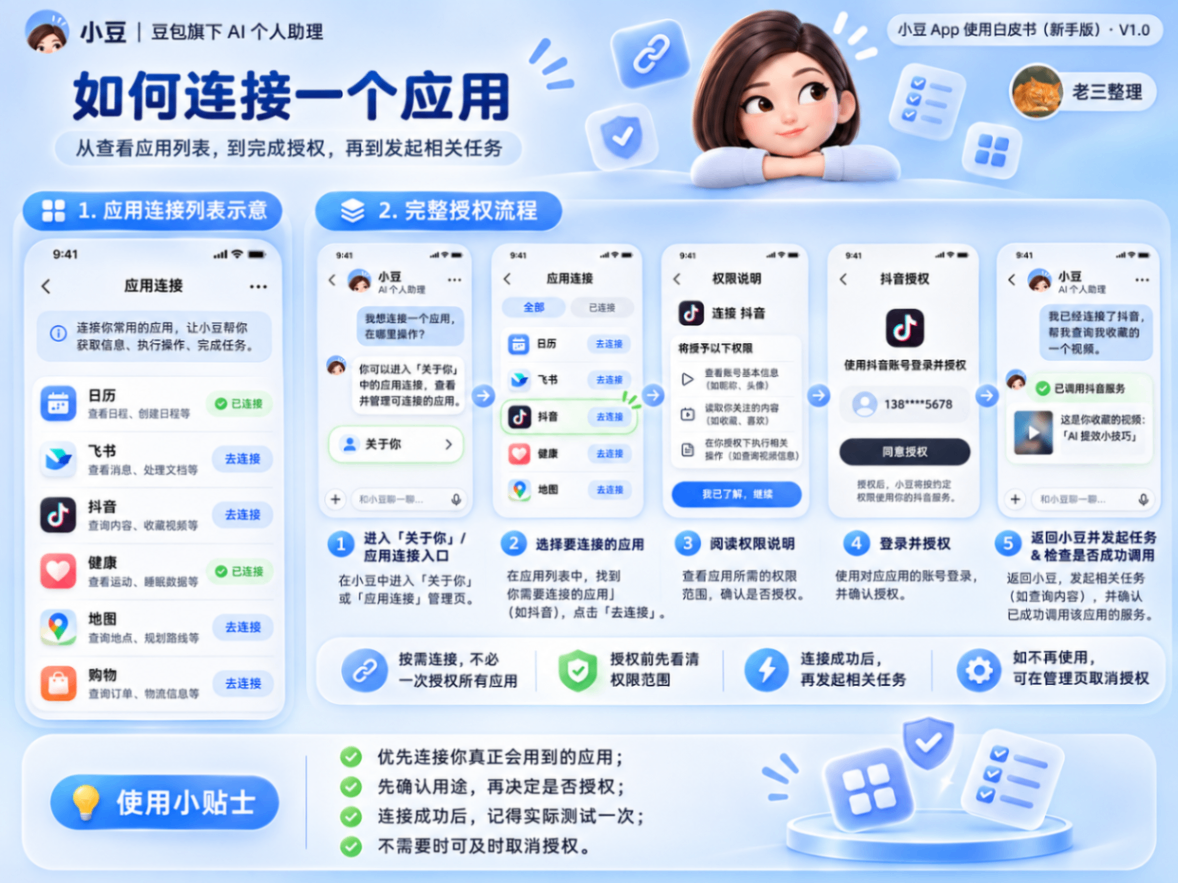 小豆 | 豆包旗下 AI 个人助理
小豆 App 使用白皮书（新手版）· V1.0
老三整理
如何连接一个应用
从查看应用列表，到完成授权，再到发起相关任务
1. 应用连接列表示意
9:41
应用连接
连接你常用的应用，让小豆帮你
获取信息、执行操作、完成任务。
日历
查看日程、创建日程等
已连接
飞书
查看消息、处理文档等
去连接
抖音
查询内容、收藏视频等
去连接
健康
查看运动、睡眠数据等
已连接
地图
查询地点、规划路线等
去连接
购物
查询订单、物流信息等
去连接
2. 完整授权流程
9:41
小豆
AI 个人助理
我想连接一个应用，
在哪里操作？
你可以进入「关于你」
中的应用连接，查看
并管理可连接的应用。
关于你
和小豆聊一聊...
1 进入「关于你」/
应用连接入口
在小豆中进入「关于你」
或「应用连接」管理页。
9:41
应用连接
全部 已连接
日历 去连接
飞书 去连接
抖音 去连接
健康 去连接
地图 去连接
2 选择要连接的应用
在应用列表中，找到
你需要连接的应用」
（如抖音），点击「去连接」。
9:41
权限说明
连接 抖音
将授予以下权限
查看账号基本信息
（如昵称、头像）
读取你关注的内容
（如收藏、喜欢）
在你授权下执行相关
操作（如查询视频信息）
我已了解，继续
3 阅读权限说明
查看应用所需的权限
范围，确认是否授权。
9:41
抖音授权
使用抖音账号登录并授权
138****5678
同意授权
授权后，小豆将按约定
权限使用你的抖音服务。
4 登录并授权
使用对应应用的账号登录，
并确认授权。
9:41
小豆
AI 个人助理
我已经连接了抖音，
帮我查询我收藏的
一个视频。
已调用抖音服务
这是你收藏的视频：
「AI 提效小技巧」
和小豆聊一聊...
5 返回小豆并发起任务
& 检查是否成功调用
返回小豆，发起相关任务
（如查询内容），并确认
已成功调用该应用的服务。
按需连接，不必
一次授权所有应用
授权前先看清
权限范围
连接成功后，
再发起相关任务
如不再使用，
可在管理页取消授权
使用小贴士
优先连接你真正会用到的应用；
先确认用途，再决定是否授权；
连接成功后，记得实际测试一次；
不需要时可及时取消授权。